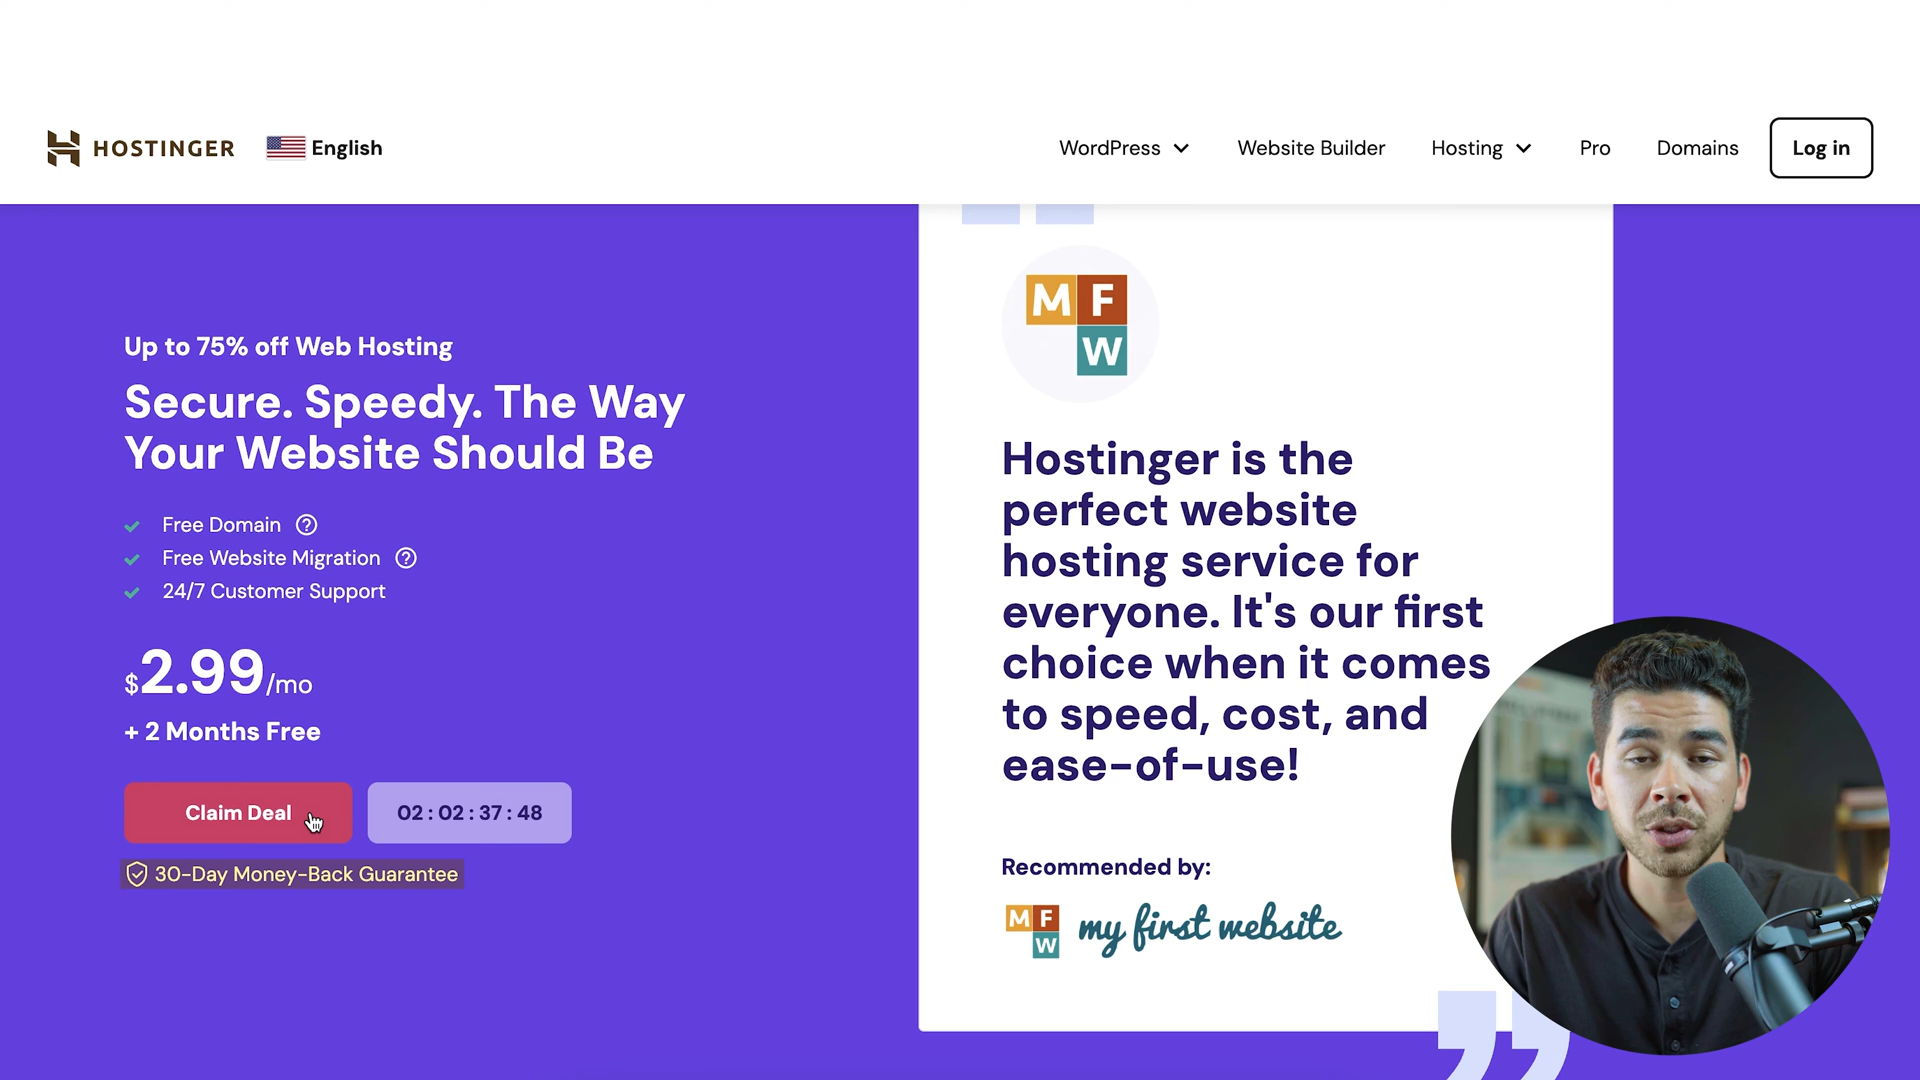 HOSTINGER
English
WordPress
Website Builder
Hosting
Pro
Domains
Log in
Up to 75% off Web Hosting
Secure. Speedy. The Way
Your Website Should Be
Free Domain ?
Free Website Migration ?
24/7 Customer Support
$2.99/mo
+ 2 Months Free
Claim Deal
02 : 02 : 37 : 48
30-Day Money-Back Guarantee
M F
W
Hostinger is the
perfect website
hosting service for
everyone. It's our first
choice when it comes
to speed, cost, and
ease-of-use!
Recommended by:
M F
W
my first website